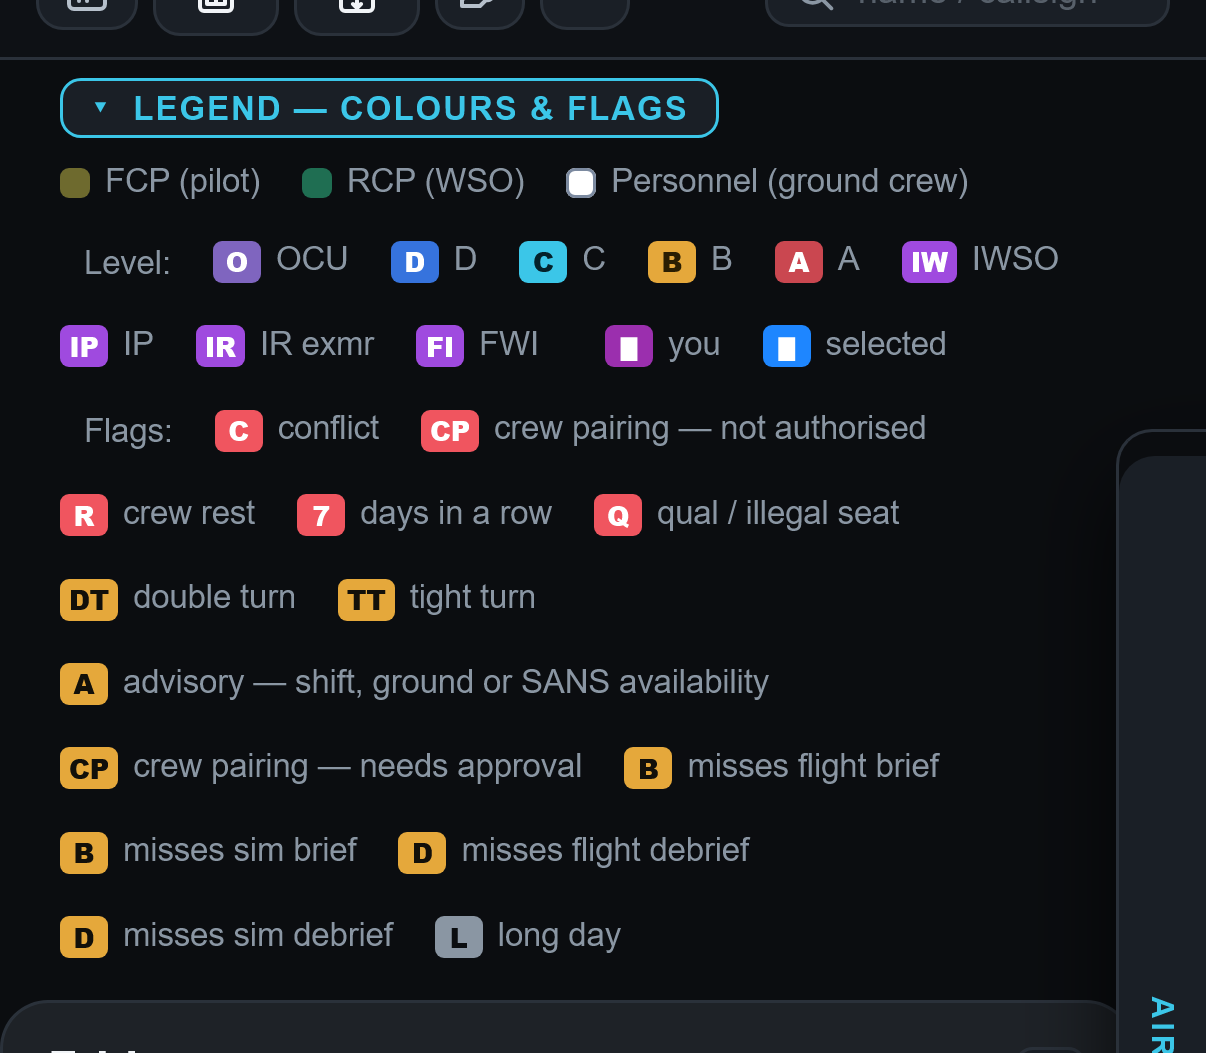 name / callsign
▼ LEGEND — COLOURS & FLAGS
FCP (pilot) RCP (WSO) Personnel (ground crew)
Level: O OCU D D C C B B A A IW IWSO
IP IP IR IR exmr FI FWI you selected
Flags: C conflict CP crew pairing — not authorised
R crew rest 7 days in a row Q qual / illegal seat
DT double turn TT tight turn
A advisory — shift, ground or SANS availability
CP crew pairing — needs approval B misses flight brief
B misses sim brief D misses flight debrief
D misses sim debrief L long day
AIR